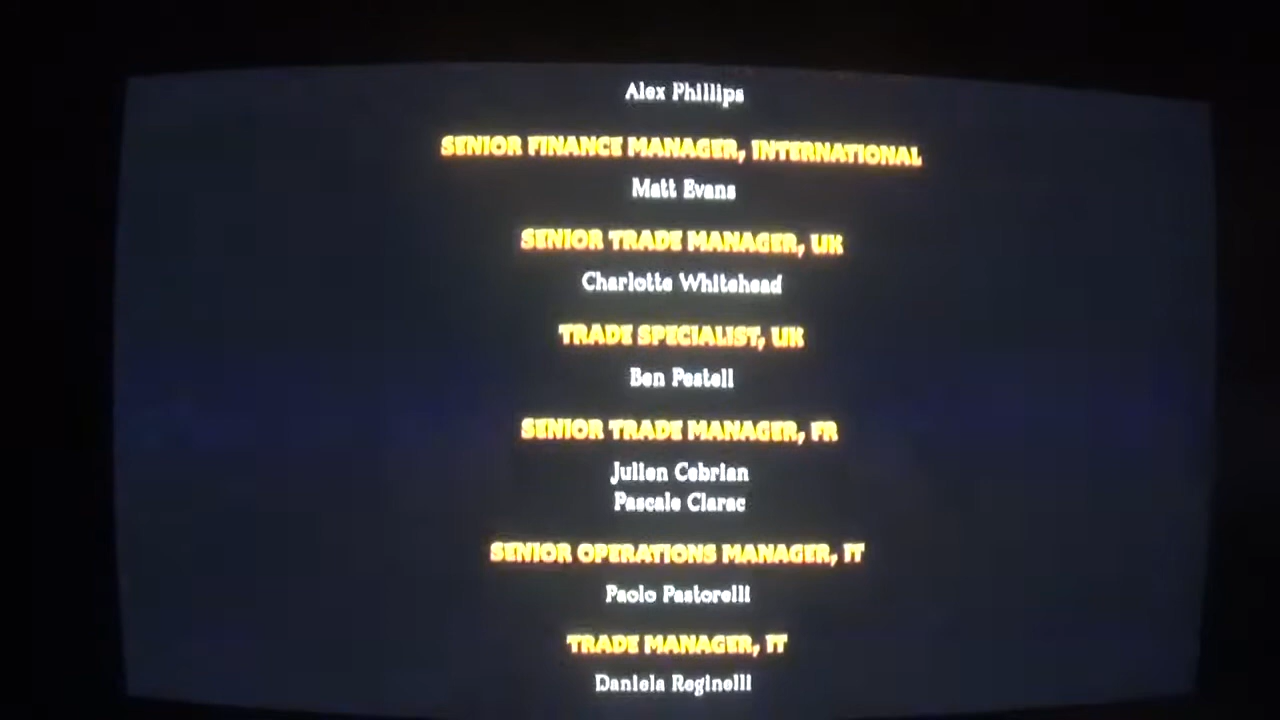 Alex Phillips
SENIOR FINANCE MANAGER, INTERNATIONAL
Matt Evans
SENIOR TRADE MANAGER, UK
Charlotte Whitehead
TRADE SPECIALIST, UK
Ben Pestell
SENIOR TRADE MANAGER, FR
Julien Cebrian
Pascale Clarac
SENIOR OPERATIONS MANAGER, IT
Paolo Pastorelli
TRADE MANAGER, IT
Daniela Reginelli